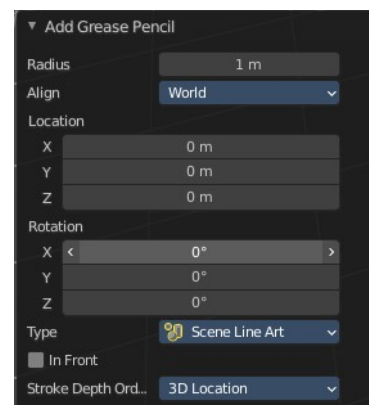 Add Grease Pencil
Radius 1 m
Align World
Location
X 0 m
Y 0 m
Z 0 m
Rotation
X 0°
Y 0°
Z 0°
Type Scene Line Art
In Front
Stroke Depth Ord... 3D Location